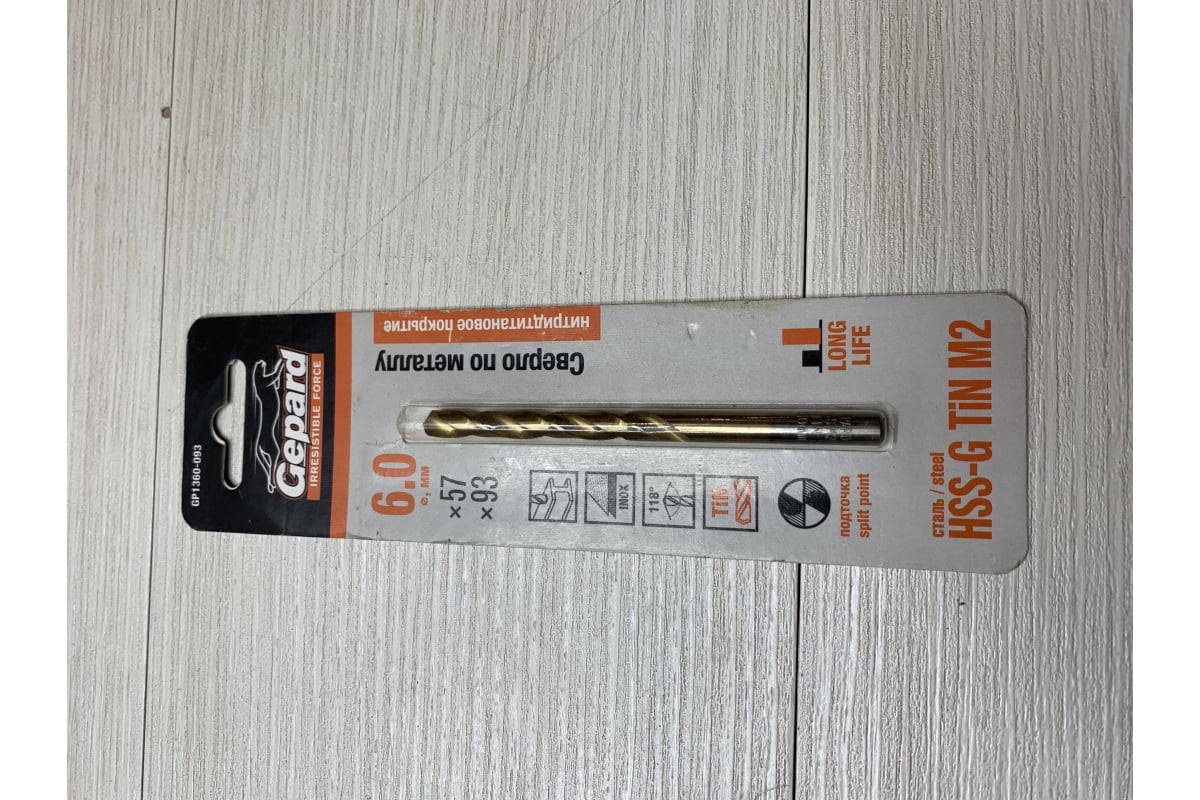 GP1360-093
Gepard
IRRESISTIBLE FORCE
6.0
ø, мм
×57
×93
Сверло по металлу
нитридтитановое покрытие
INOX
118°
TiN
подточка
split point
LONG
LIFE
сталь / steel
HSS-G TiN M2